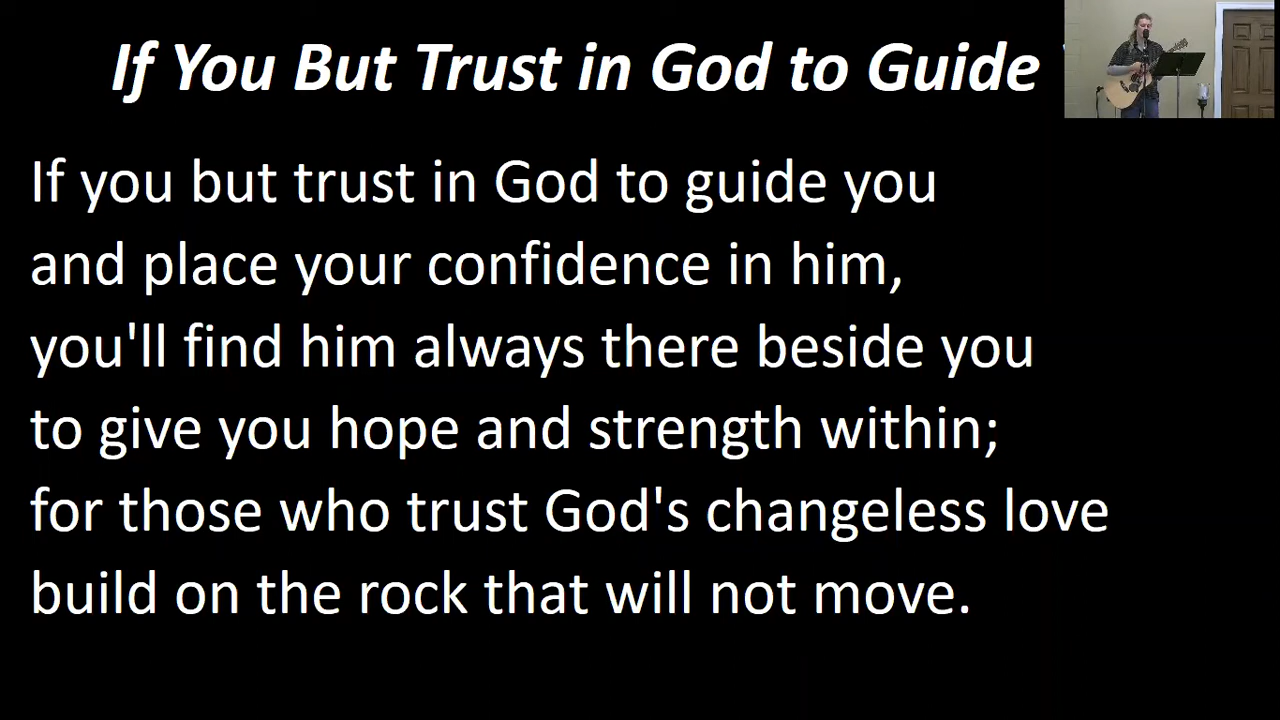 If You But Trust in God to Guide
If you but trust in God to guide you
and place your confidence in him,
you'll find him always there beside you
to give you hope and strength within;
for those who trust God's changeless love
build on the rock that will not move.